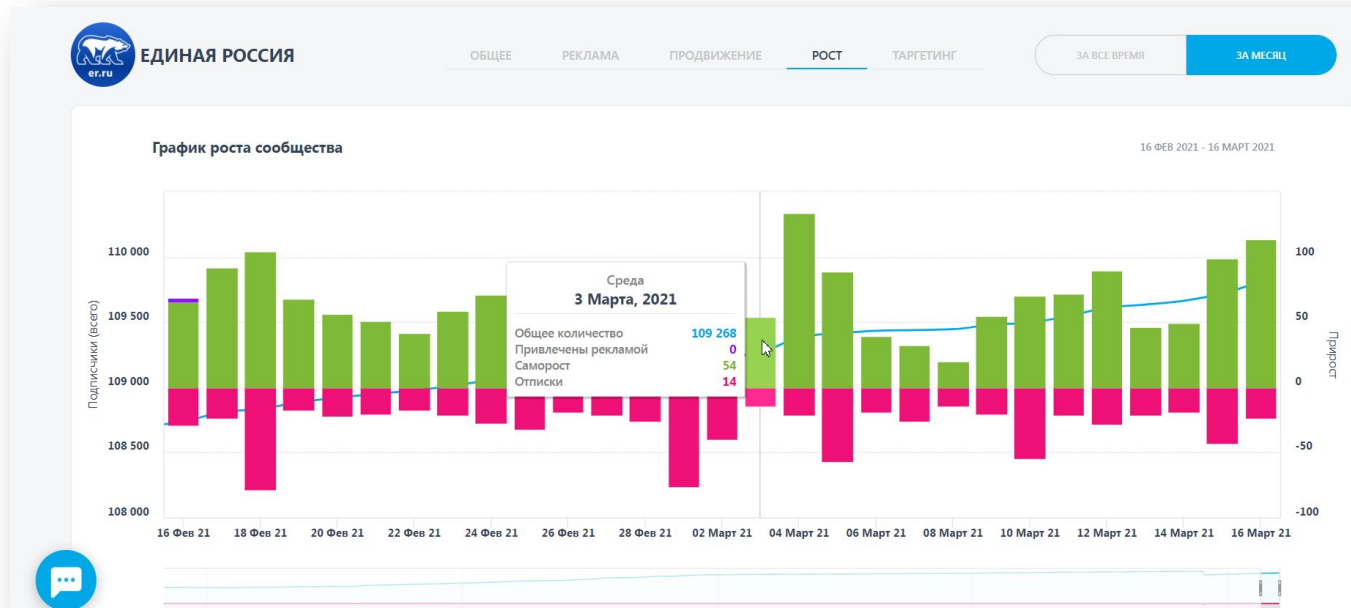 ЕДИНАЯ РОССИЯ
er.ru
ОБЩЕЕ РЕКЛАМА ПРОДВИЖЕНИЕ РОСТ ТАРГЕТИНГ
ЗА ВСЕ ВРЕМЯ ЗА МЕСЯЦ
График роста сообщества
16 ФЕВ 2021 - 16 МАРТ 2021
Подписчики (всего)
110 000
109 500
109 000
108 500
108 000
Среда
3 Марта, 2021
Общее количество 109 268
Привлечены рекламой 0
Саморост 54
Отписки 14
100
50
0
-50
-100
Прирост
16 Фев 21 18 Фев 21 20 Фев 21 22 Фев 21 24 Фев 21 26 Фев 21 28 Фев 21 02 Март 21 04 Март 21 06 Март 21 08 Март 21 10 Март 21 12 Март 21 14 Март 21 16 Март 21